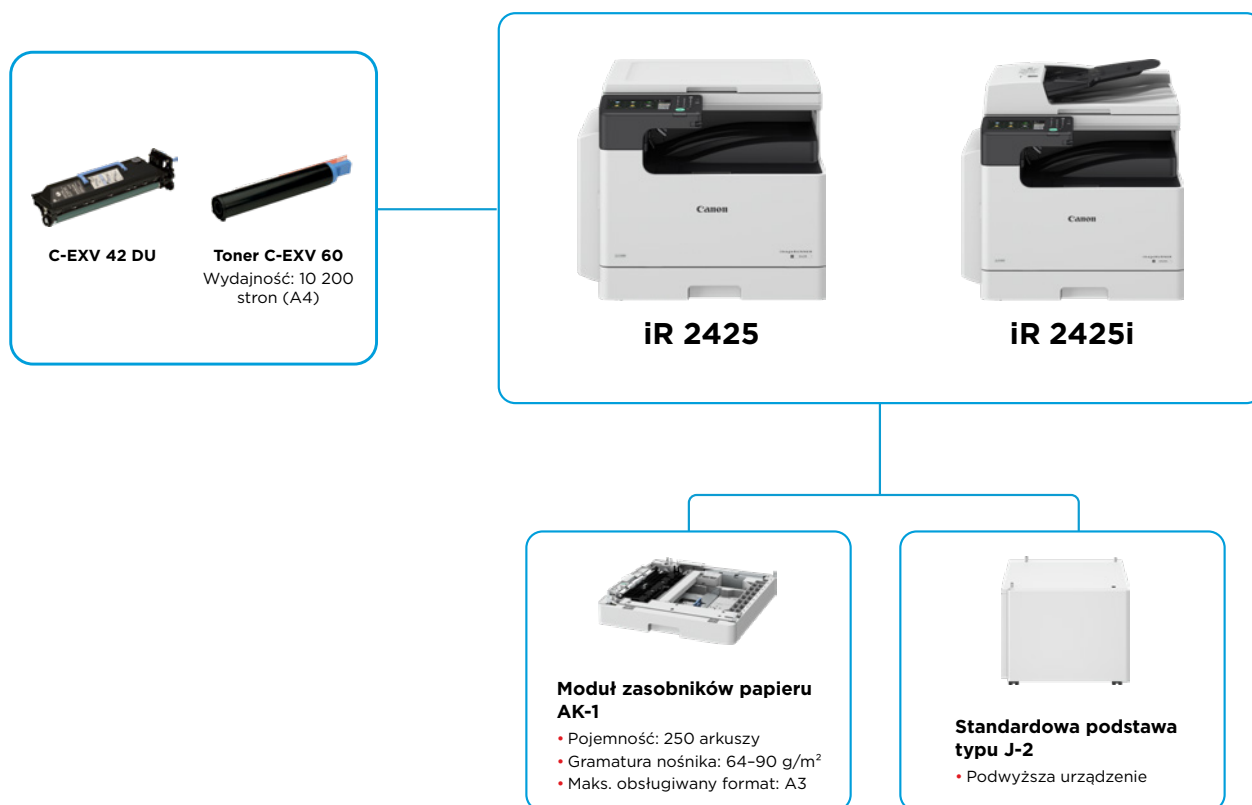 C-EXV 42 DU
Toner C-EXV 60
Wydajność: 10 200
stron (A4)
Canon
Canon
iR 2425
iR 2425i
Moduł zasobników papieru
AK-1
• Pojemność: 250 arkuszy
• Gramatura nośnika: 64–90 g/m²
• Maks. obsługiwany format: A3
Standardowa podstawa
typu J-2
• Podwyższa urządzenie